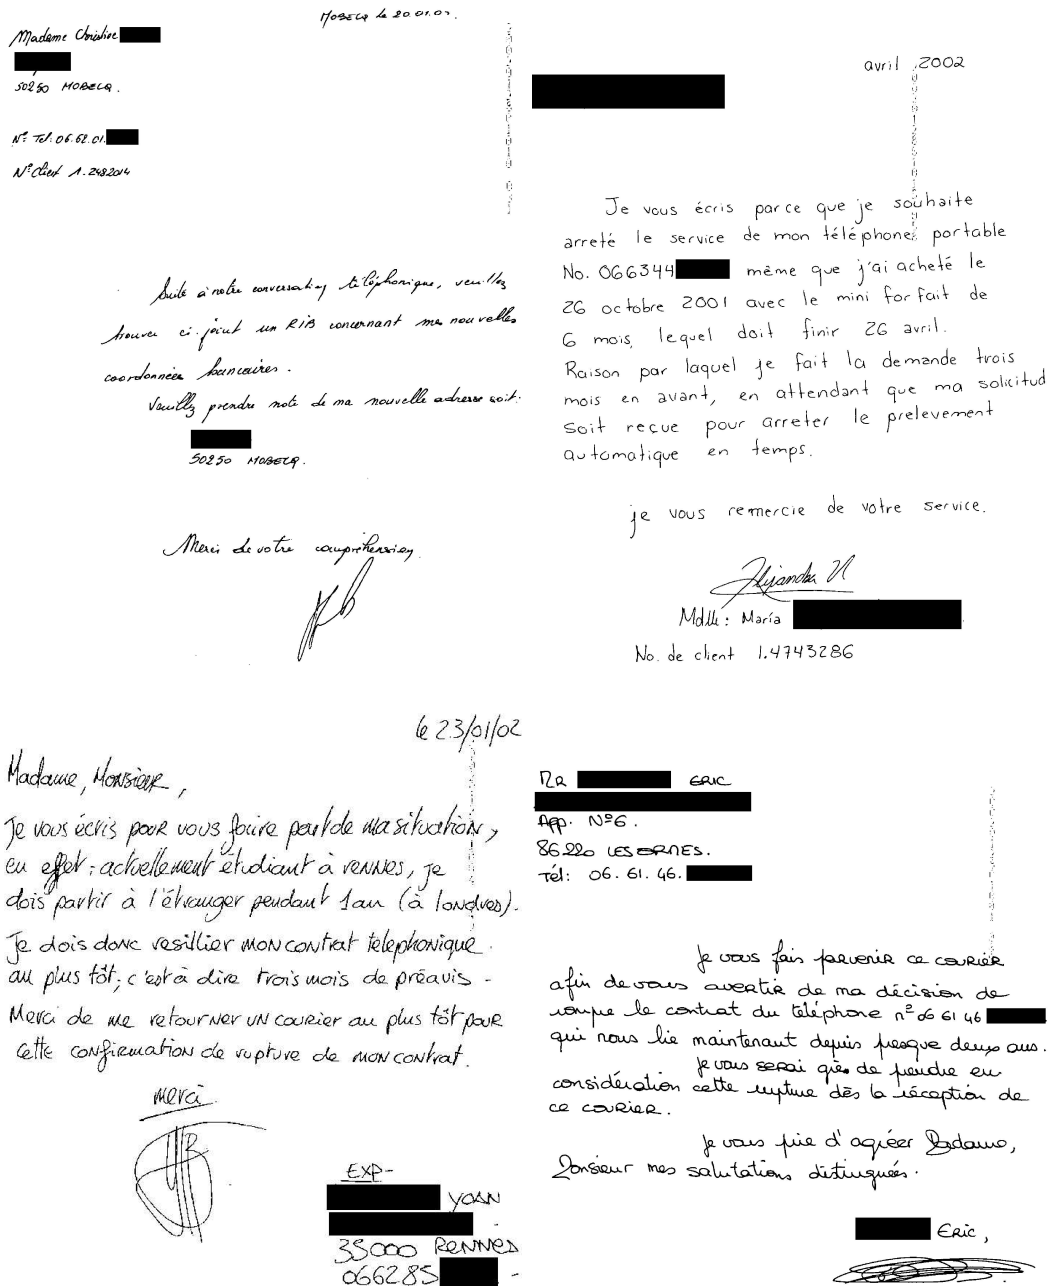 Mobecq le 20.01.02.
Madame Christine
50250 MOBECQ.
N° Tel: 06.62.01.
N° Client 1.2482014
Suite à notre conversation téléphonique, veuillez
trouver ci-joint un RIB concernant mes nouvelles
coordonnées bancaires.
Veuillez prendre note de ma nouvelle adresse soit:
50250 MOBECQ.
Merci de votre compréhension.
avril 2002
Je vous écris parce que je souhaite
arreté le service de mon téléphone portable
No. 066344 même que j'ai acheté le
26 octobre 2001 avec le mini forfait de
6 mois, lequel doit finir 26 avril.
Raison par laquel je fait la demande trois
mois en avant, en attendant que ma solicitud
soit reçue pour arreter le prelevement
automatique en temps.
je vous remercie de votre service.
Alejandra
Mdlle: María
No. de client 1.4743286
le 23/01/02
Madame, Monsieur,
Je vous écris pour vous faire part de ma situation,
en effet; actuellement étudiant à rennes, je
dois partir à l'étranger pendant 1an (à londres).
Je dois donc resillier mon contrat telephonique
au plus tôt; c'est à dire trois mois de préavis -
Merci de me retourner un courier au plus tôt pour
cette confirmation de rupture de mon contrat.
merci
EXP-
YOAN
35000 RENNES
066285 -
MR ERIC
App. N°6.
86220 LES ORMES.
Tél: 06. 61. 46.
Je vous fais parvenir ce courier
afin de vous avertir de ma décision de
rompre le contrat du téléphone n° 06 61 46
qui nous lie maintenant depuis presque deux ans.
Je vous serai grès de prendre en
considération cette rupture dès la réception de
ce courier.
Je vous prie d'agréer Madame,
Monsieur mes salutations distinguées.
Eric,